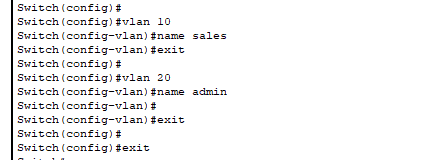 Switch(config)#
Switch(config)#vlan 10
Switch(config-vlan)#name sales
Switch(config-vlan)#exit
Switch(config)#
Switch(config)#vlan 20
Switch(config-vlan)#name admin
Switch(config-vlan)#
Switch(config-vlan)#exit
Switch(config)#
Switch(config)#exit